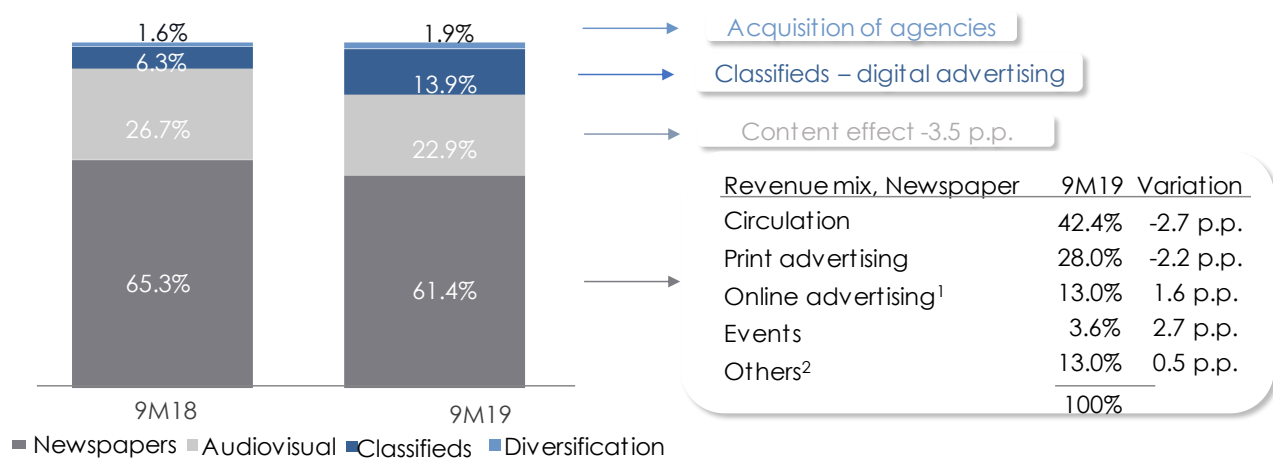 1.6%
1.9%
Acquisition of agencies
6.3%
13.9%
Classifieds – digital advertising
26.7%
22.9%
Content effect -3.5 p.p.
65.3%
61.4%
Revenue mix, Newspaper 9M19 Variation
Circulation 42.4% -2.7 p.p.
Print advertising 28.0% -2.2 p.p.
Online advertising¹ 13.0% 1.6 p.p.
Events 3.6% 2.7 p.p.
Others² 13.0% 0.5 p.p.
100%
9M18 9M19
Newspapers Audiovisual Classifieds Diversification